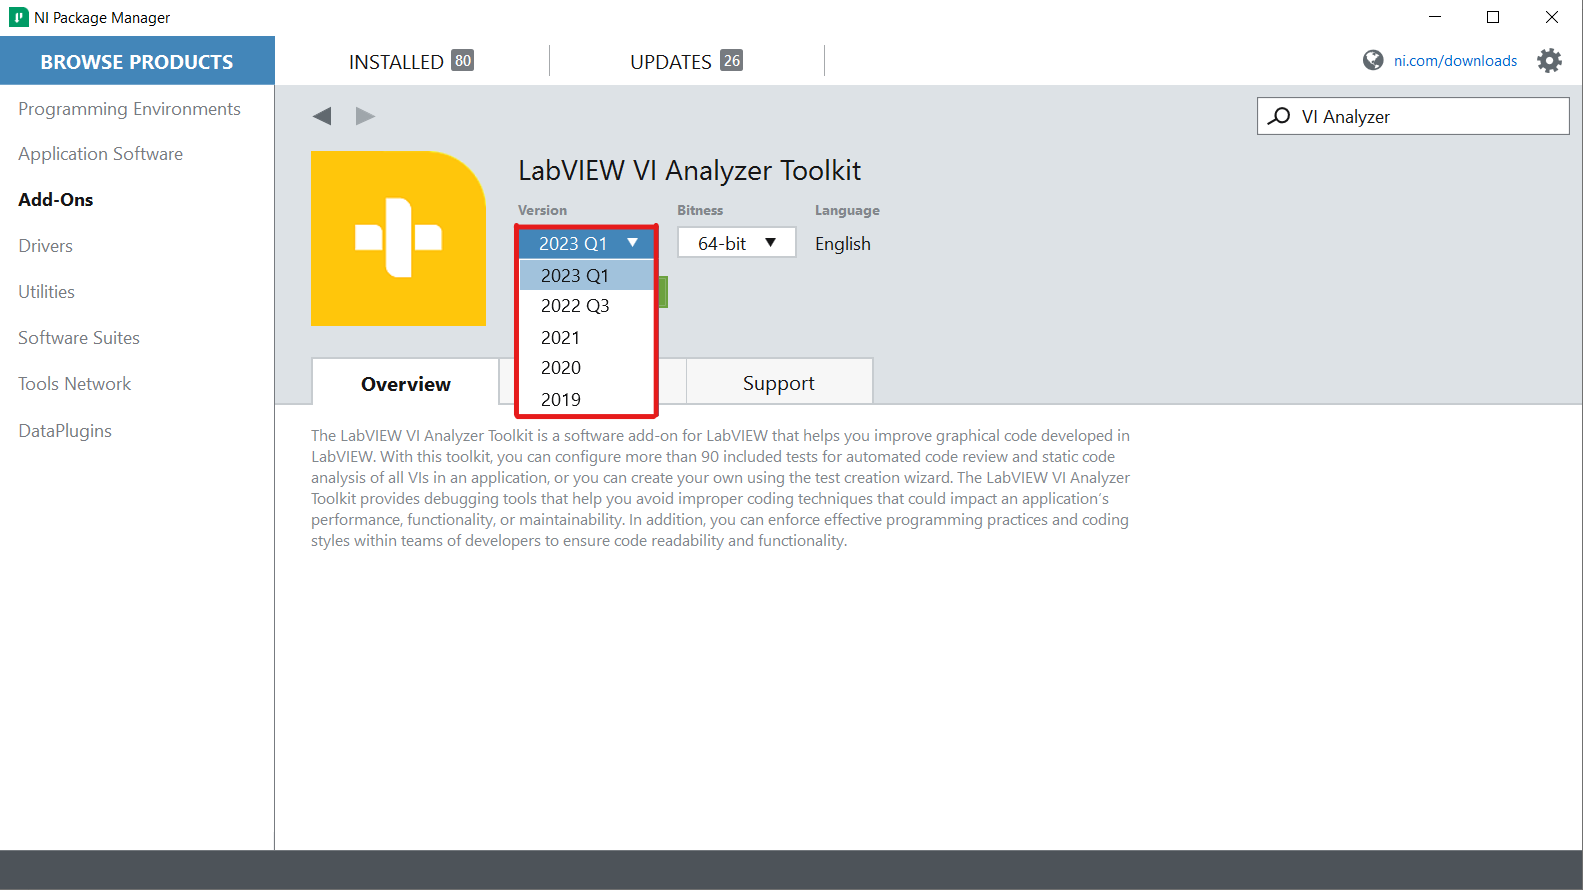 NI Package Manager
BROWSE PRODUCTS
INSTALLED 80
UPDATES 26
ni.com/downloads
Programming Environments
Application Software
Add-Ons
Drivers
Utilities
Software Suites
Tools Network
DataPlugins
VI Analyzer
LabVIEW VI Analyzer Toolkit
Version Bitness Language
2023 Q1 64-bit English
2023 Q1
2022 Q3
2021
2020
2019
Overview
Support
The LabVIEW VI Analyzer Toolkit is a software add-on for LabVIEW that helps you improve graphical code developed in
LabVIEW. With this toolkit, you can configure more than 90 included tests for automated code review and static code
analysis of all VIs in an application, or you can create your own using the test creation wizard. The LabVIEW VI Analyzer
Toolkit provides debugging tools that help you avoid improper coding techniques that could impact an application's
performance, functionality, or maintainability. In addition, you can enforce effective programming practices and coding
styles within teams of developers to ensure code readability and functionality.